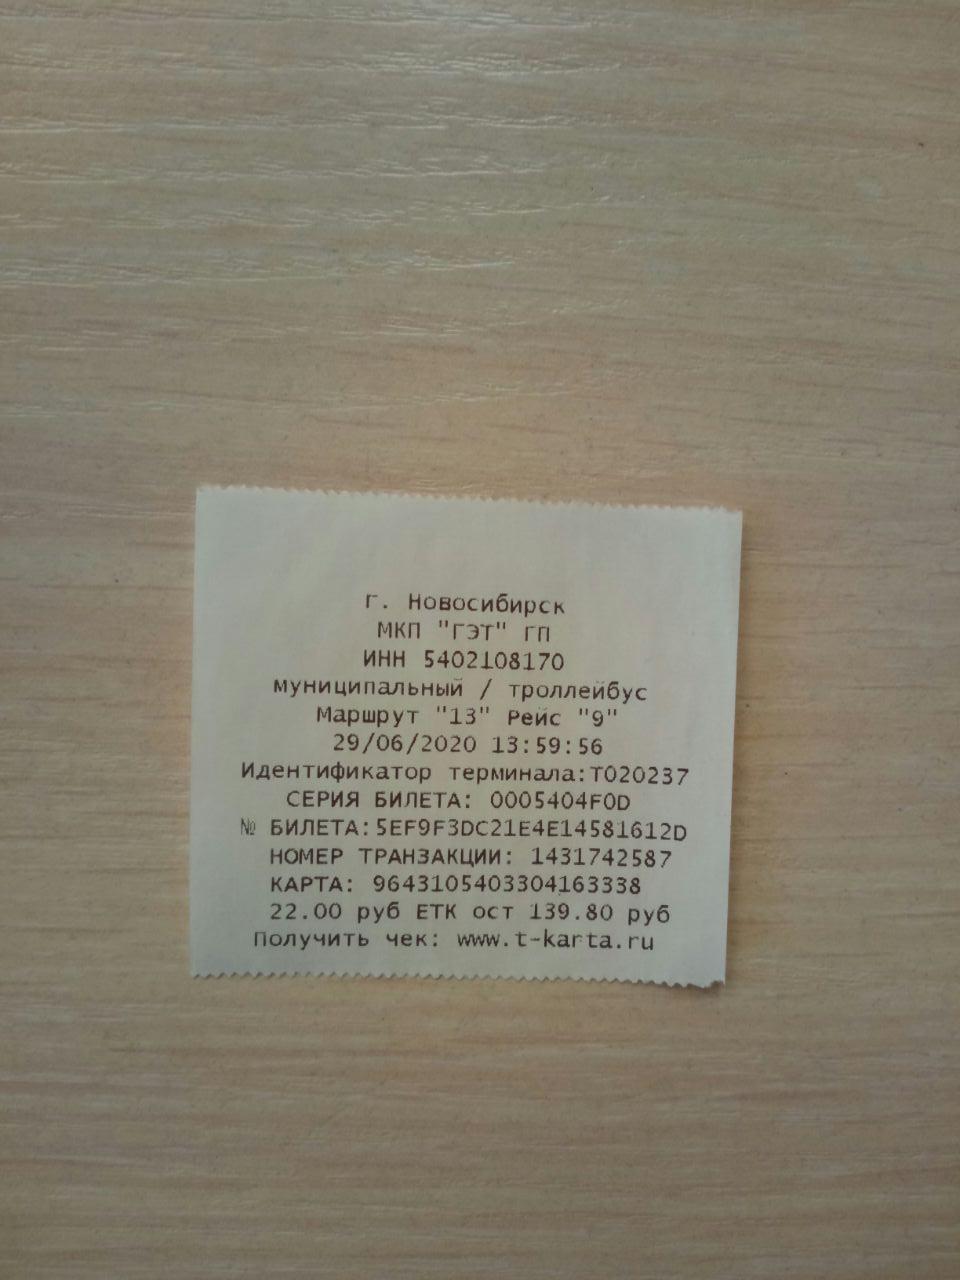 г. Новосибирск
МКП "ГЭТ" ГП
ИНН 5402108170
муниципальный / троллейбус
Маршрут "13" Рейс "9"
29/06/2020 13:59:56
Идентификатор терминала:T020237
СЕРИЯ БИЛЕТА: 0005404F0D
№ БИЛЕТА:5EF9F3DC21E4E14581612D
НОМЕР ТРАНЗАКЦИИ: 1431742587
КАРТА: 9643105403304163338
22.00 руб ЕТК ост 139.80 руб
Получить чек: www.t-karta.ru